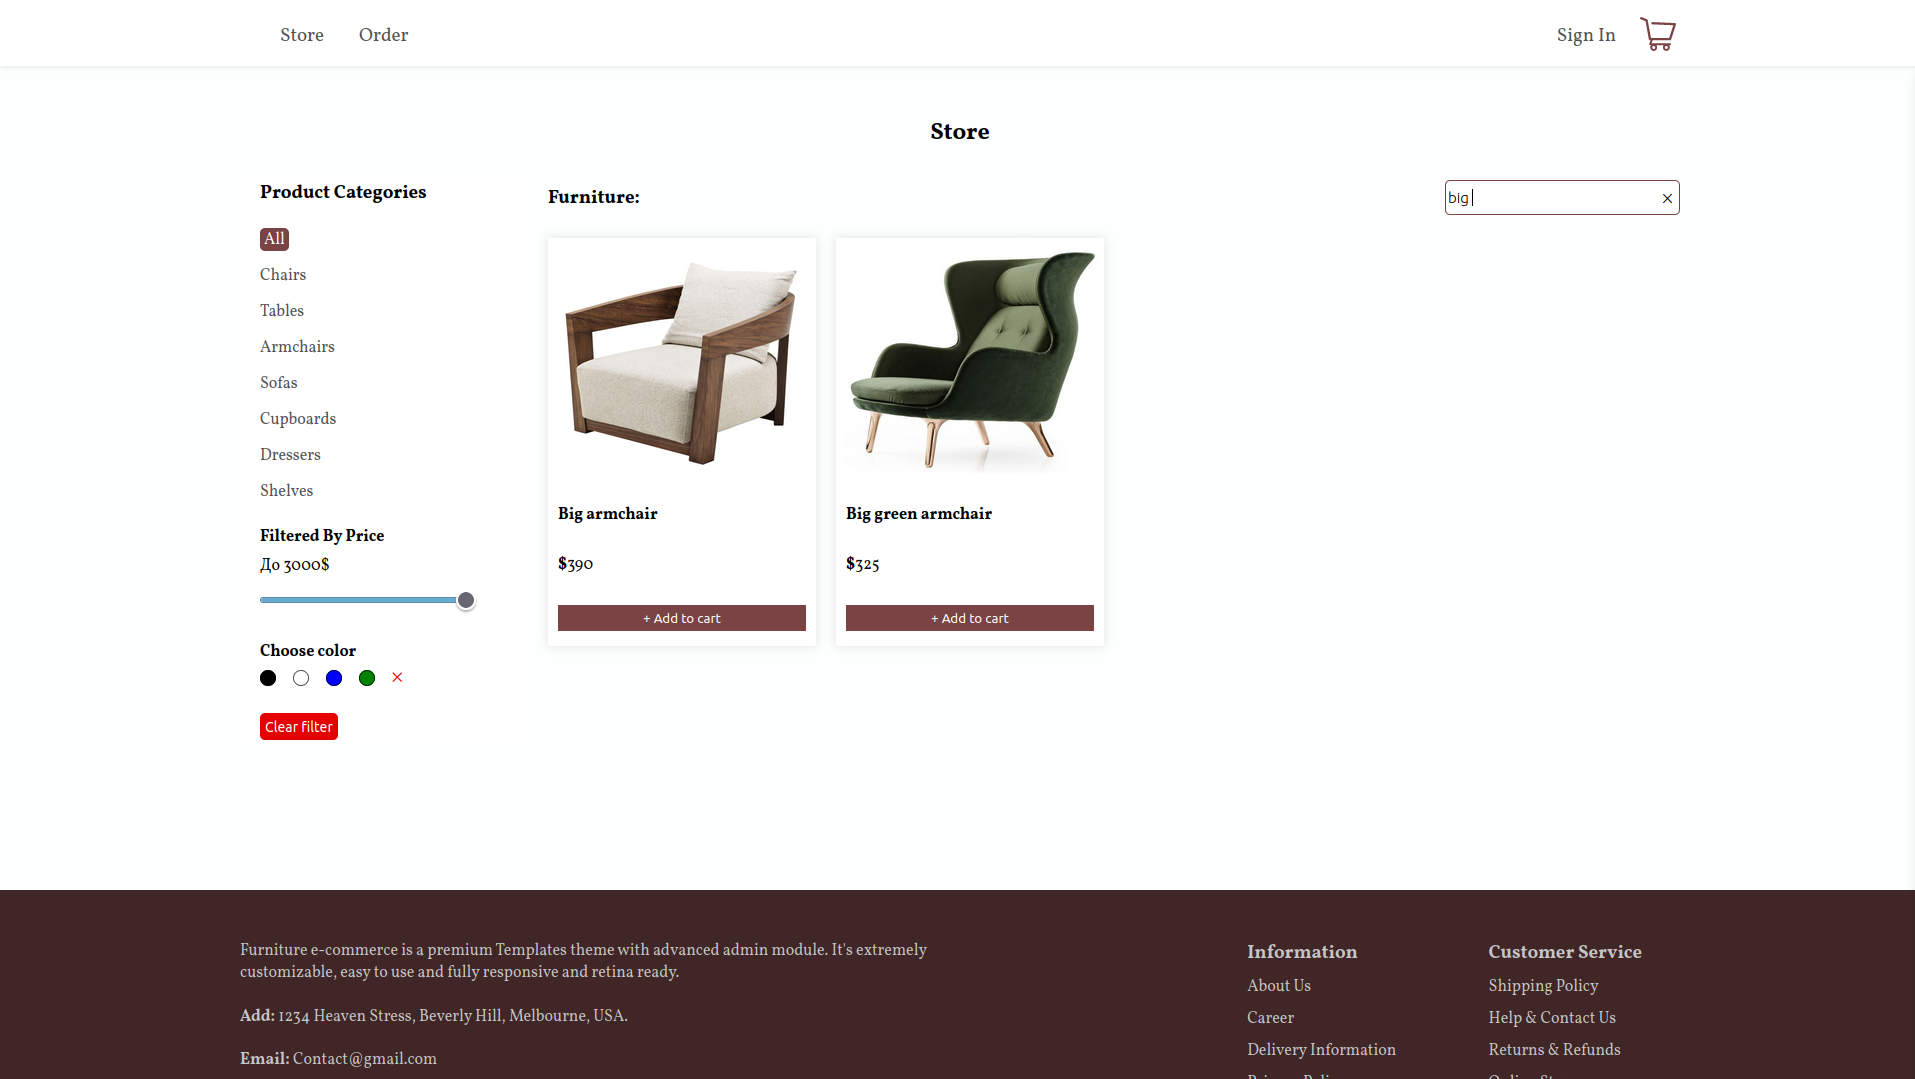 Store
Order
Sign In
Store
Product Categories
All
Chairs
Tables
Armchairs
Sofas
Cupboards
Dressers
Shelves
Filtered By Price
До 3000$
Choose color
Clear filter
Furniture:
big
Big armchair
$390
+ Add to cart
Big green armchair
$325
+ Add to cart
Furniture e-commerce is a premium Templates theme with advanced admin module. It's extremely
customizable, easy to use and fully responsive and retina ready.
Add: 1234 Heaven Stress, Beverly Hill, Melbourne, USA.
Email: Contact@gmail.com
Information
About Us
Career
Delivery Information
Customer Service
Shipping Policy
Help & Contact Us
Returns & Refunds